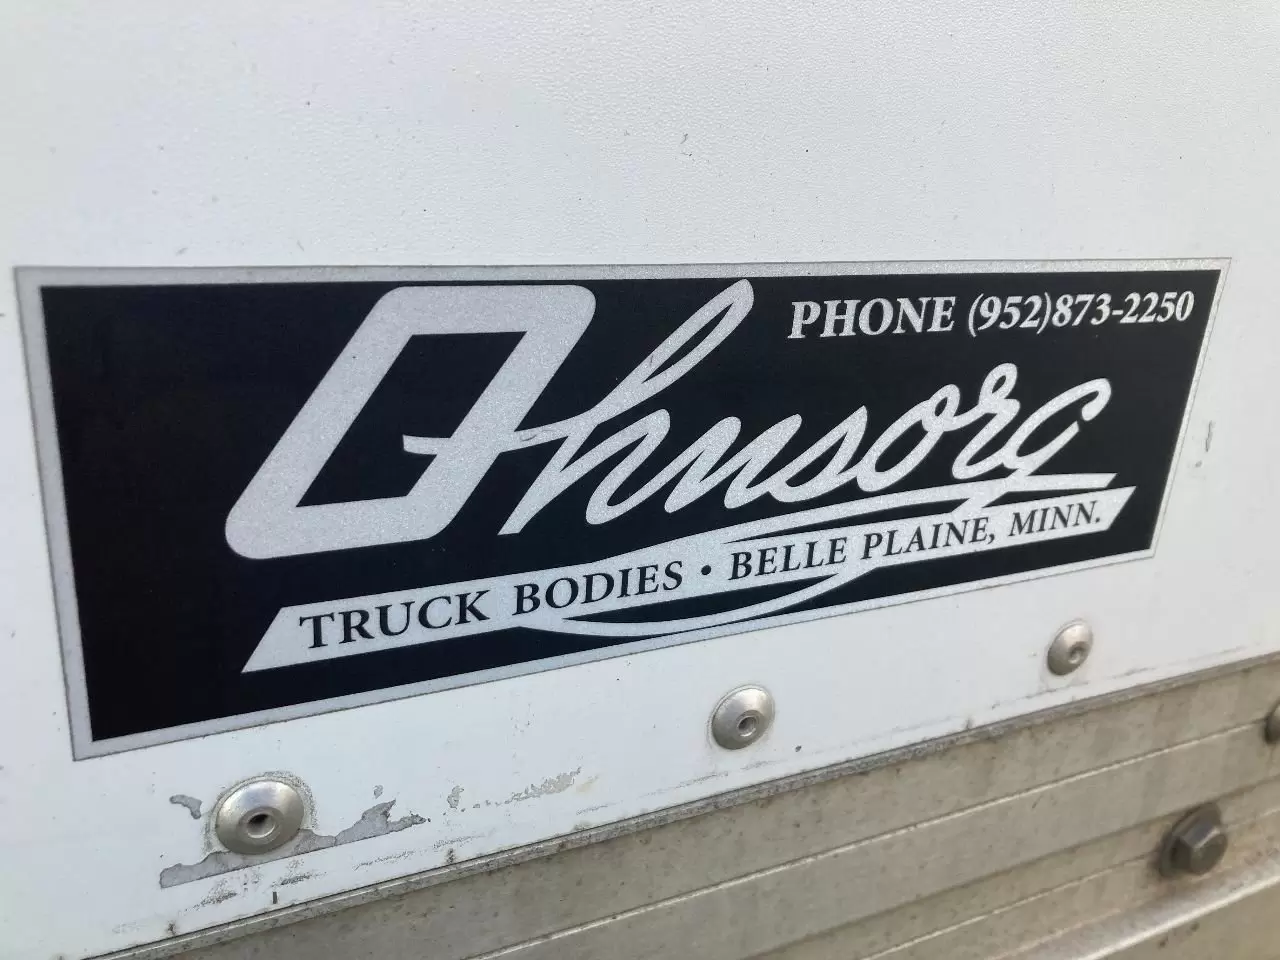 PHONE (952)873-2250
Ohnsorg
TRUCK BODIES • BELLE PLAINE, MINN.